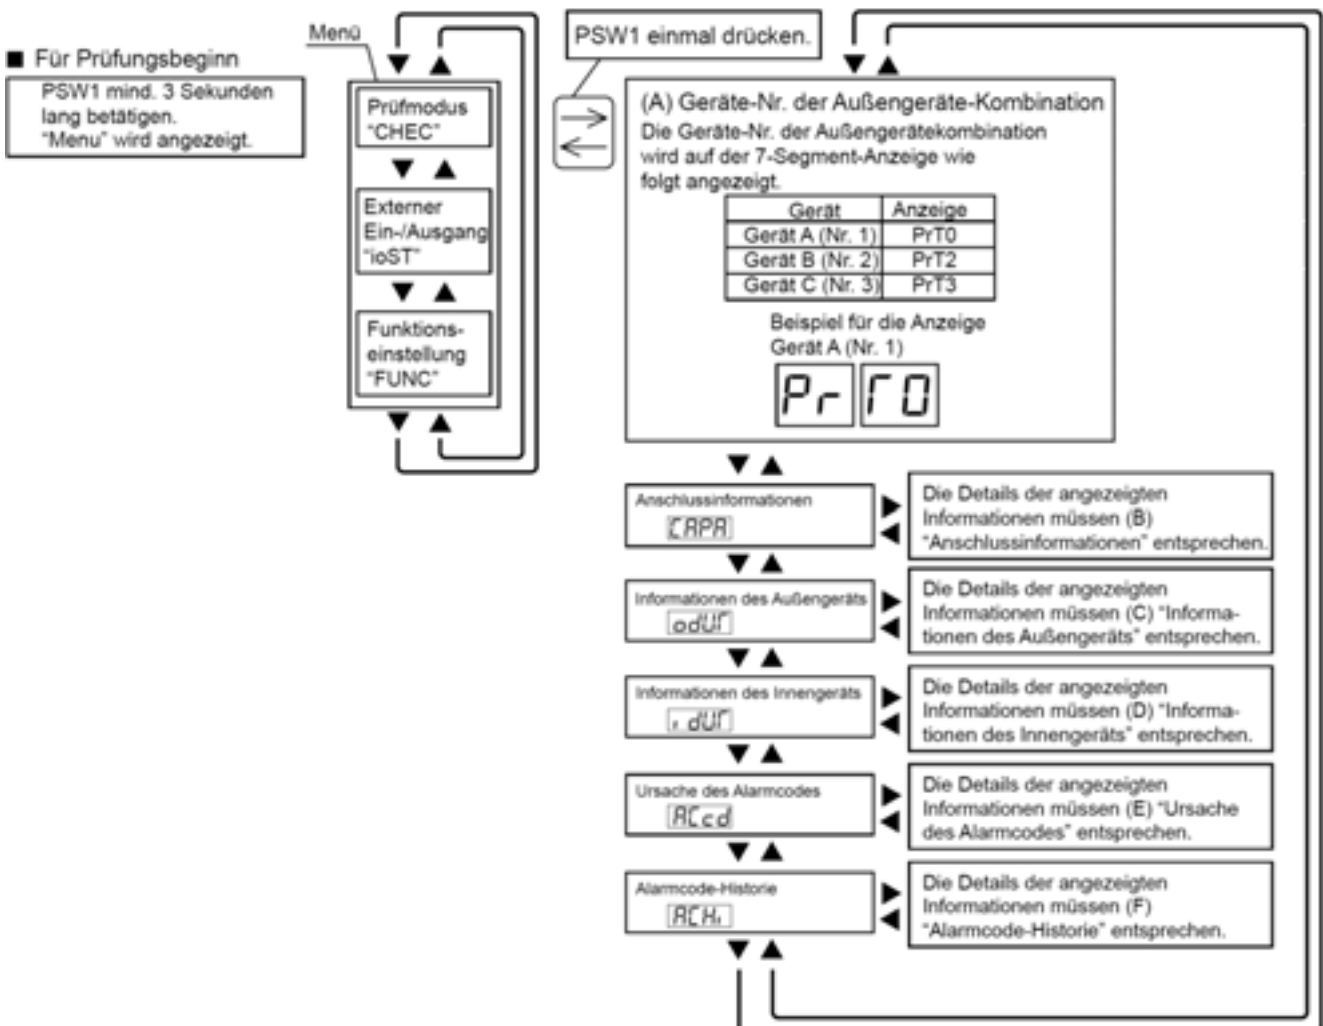 ■ Für Prüfungsbeginn
PSW1 mind. 3 Sekunden
lang betätigen.
“Menu” wird angezeigt.
Menü
Prüfmodus
“CHEC”
Externer
Ein-/Ausgang
“ioST”
Funktions-
einstellung
“FUNC”
PSW1 einmal drücken.
(A) Geräte-Nr. der Außengeräte-Kombination
Die Geräte-Nr. der Außengerätekombination
wird auf der 7-Segment-Anzeige wie
folgt angezeigt.
Gerät Anzeige
Gerät A (Nr. 1) PrT0
Gerät B (Nr. 2) PrT2
Gerät C (Nr. 3) PrT3
Beispiel für die Anzeige
Gerät A (Nr. 1)
Pr T0
Anschlussinformationen
CAPA
Die Details der angezeigten
Informationen müssen (B)
“Anschlussinformationen” entsprechen.
Informationen des Außengeräts
odUT
Die Details der angezeigten
Informationen müssen (C) “Informa-
tionen des Außengeräts” entsprechen.
Informationen des Innengeräts
idUT
Die Details der angezeigten
Informationen müssen (D) “Informa-
tionen des Innengeräts” entsprechen.
Ursache des Alarmcodes
ACcd
Die Details der angezeigten
Informationen müssen (E) “Ursache
des Alarmcodes” entsprechen.
Alarmcode-Historie
ACHi
Die Details der angezeigten
Informationen müssen (F)
“Alarmcode-Historie” entsprechen.